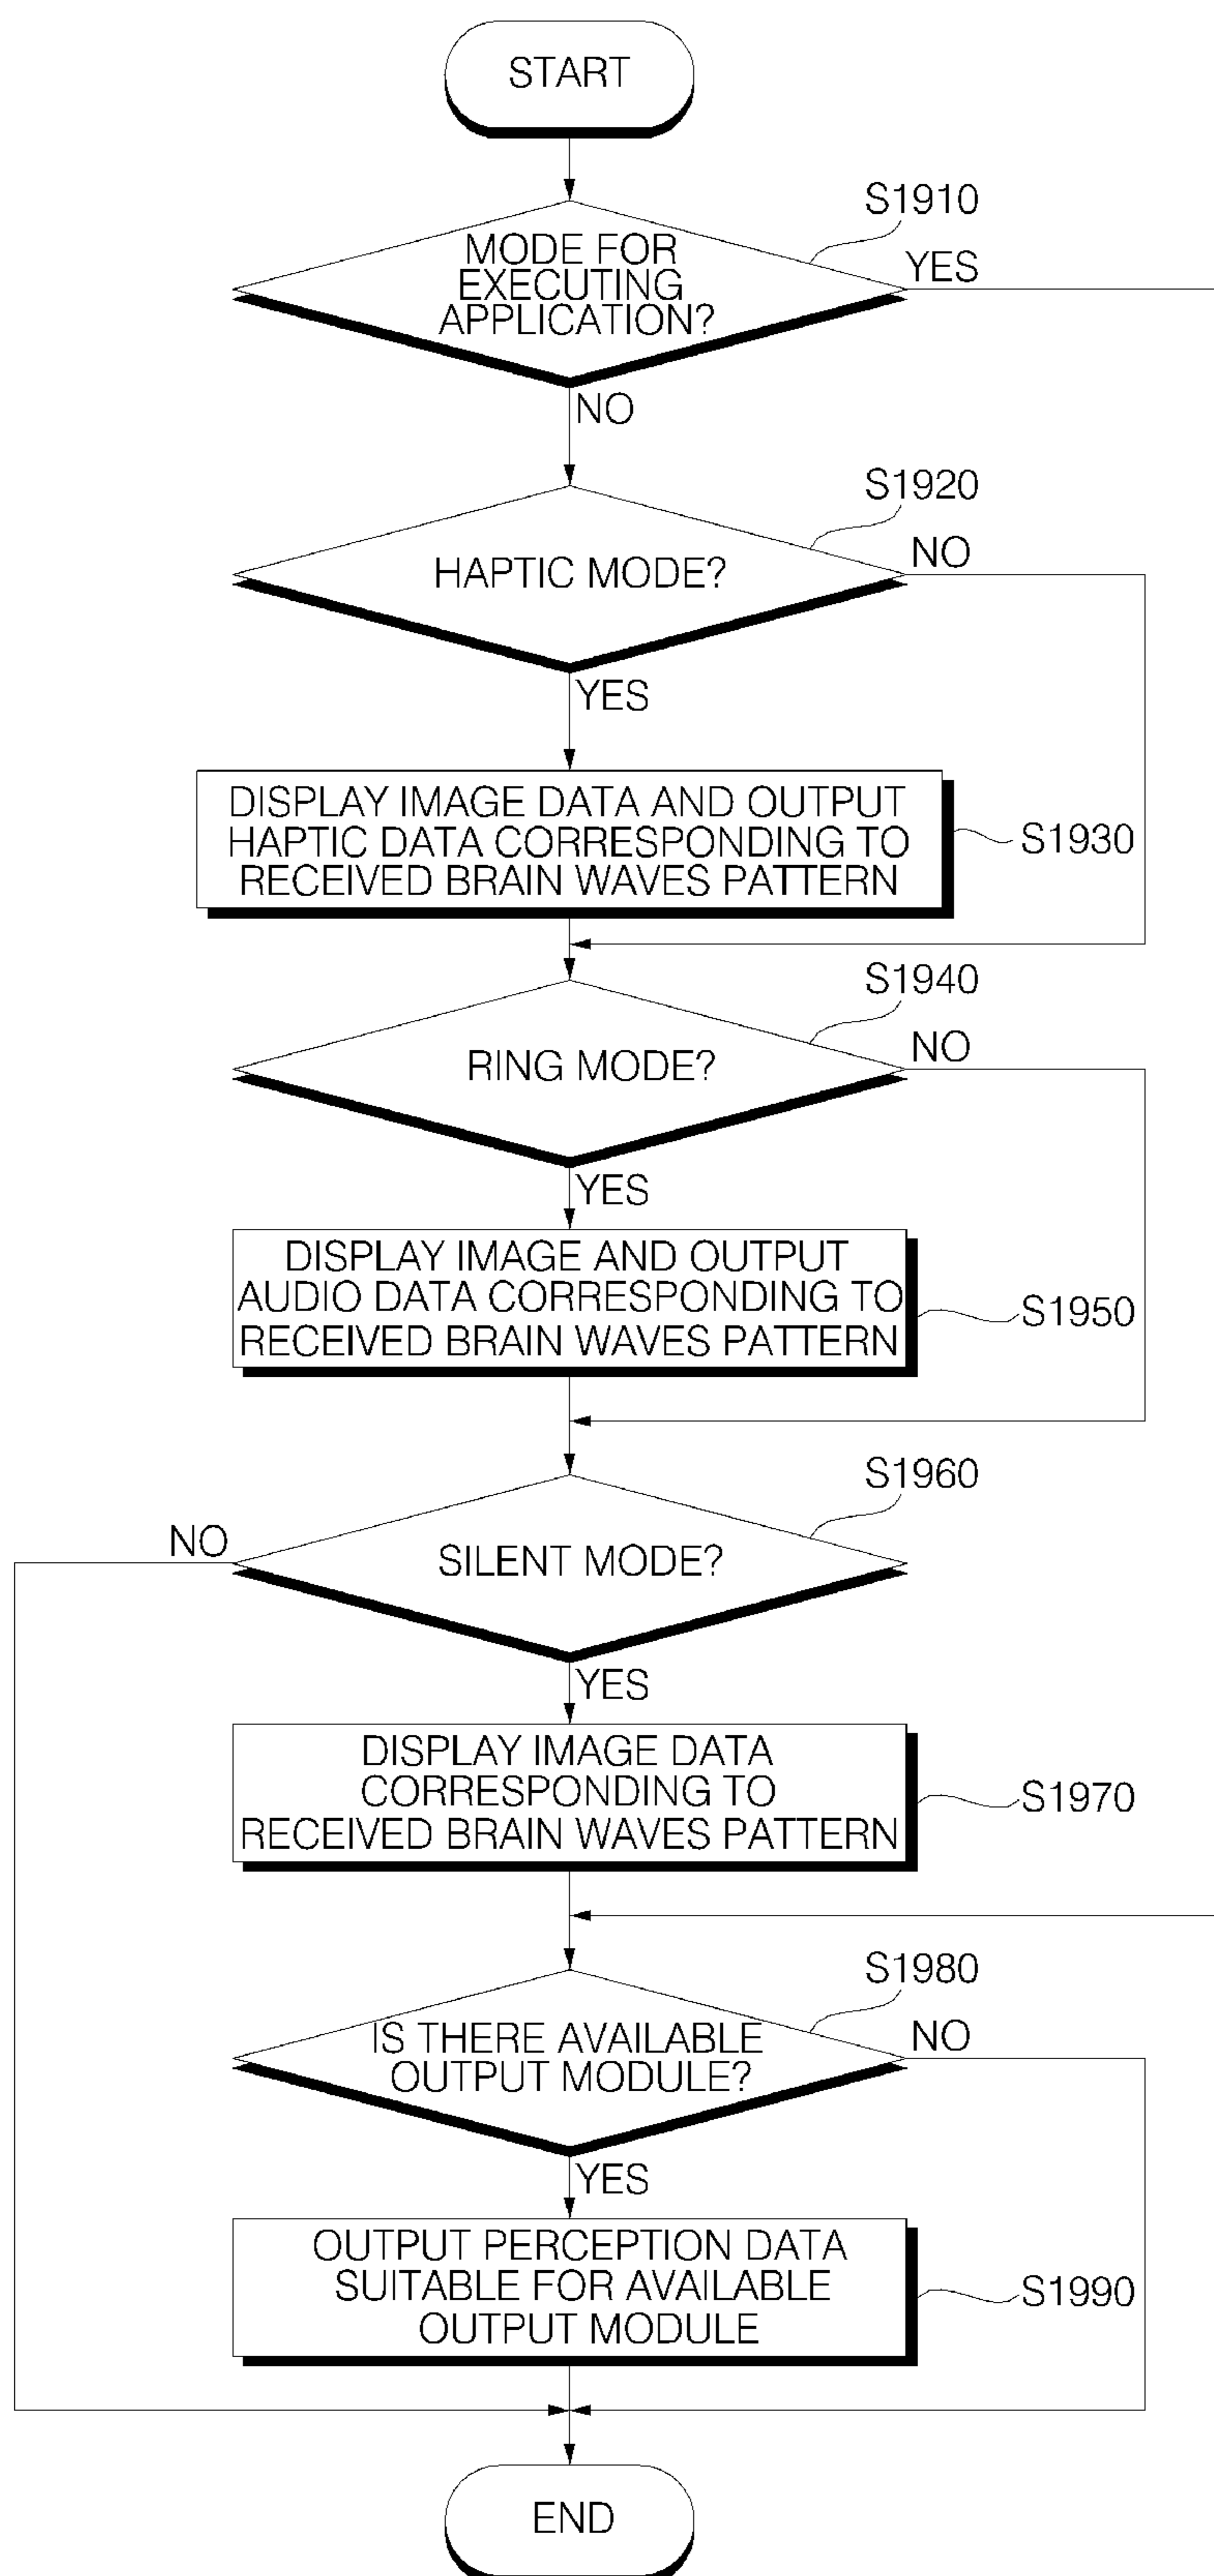 START
S1910
MODE FOR
EXECUTING
APPLICATION?
YES
NO
S1920
HAPTIC MODE?
NO
YES
DISPLAY IMAGE DATA AND OUTPUT
HAPTIC DATA CORRESPONDING TO
RECEIVED BRAIN WAVES PATTERN
S1930
S1940
RING MODE?
NO
YES
DISPLAY IMAGE AND OUTPUT
AUDIO DATA CORRESPONDING TO
RECEIVED BRAIN WAVES PATTERN
S1950
S1960
NO
SILENT MODE?
YES
DISPLAY IMAGE DATA
CORRESPONDING TO
RECEIVED BRAIN WAVES PATTERN
S1970
S1980
IS THERE AVAILABLE
OUTPUT MODULE?
NO
YES
OUTPUT PERCEPTION DATA
SUITABLE FOR AVAILABLE
OUTPUT MODULE
S1990
END